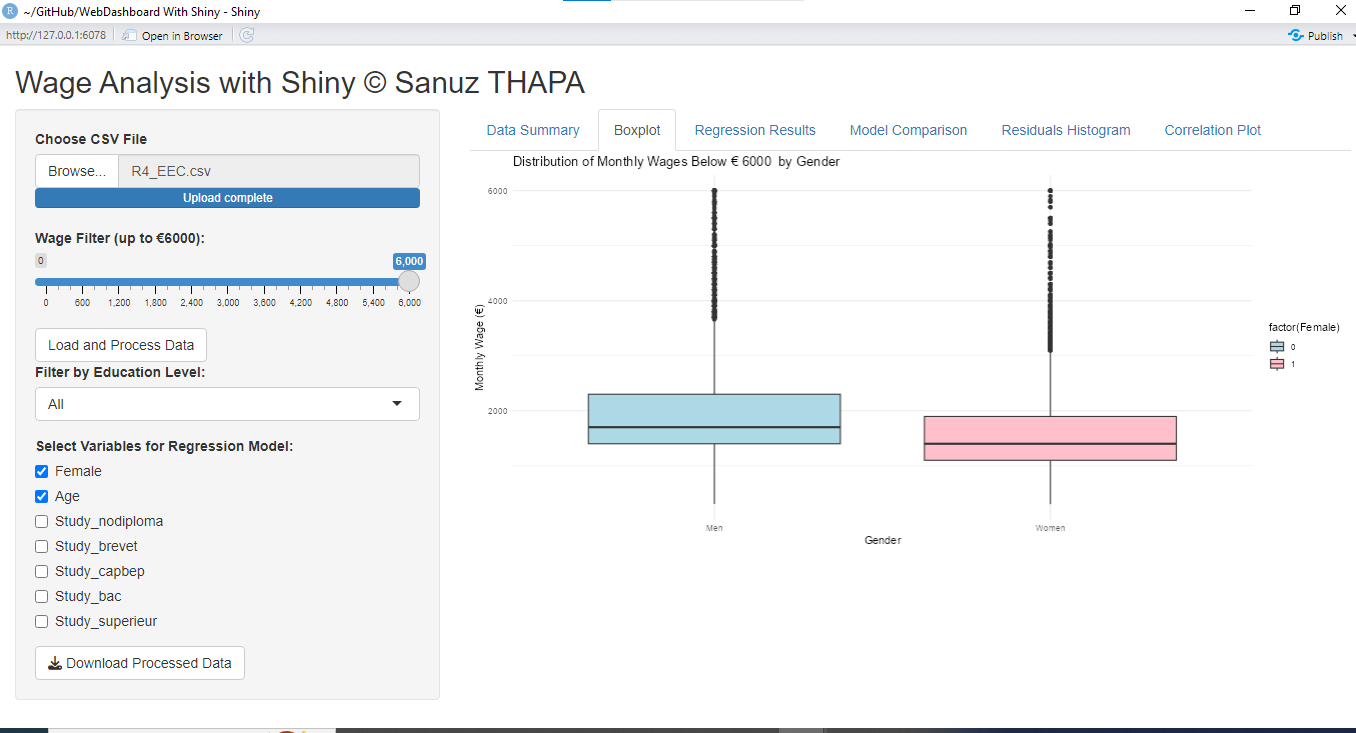 ~/GitHub/WebDashboard With Shiny - Shiny
http://127.0.0.1:6078 Open in Browser Publish
Wage Analysis with Shiny © Sanuz THAPA
Choose CSV File
Browse... R4_EEC.csv
Upload complete
Wage Filter (up to €6000):
0 6,000
0 600 1,200 1,800 2,400 3,000 3,600 4,200 4,800 5,400 6,000
Load and Process Data
Filter by Education Level:
All
Select Variables for Regression Model:
Female
Age
Study_nodiploma
Study_brevet
Study_capbep
Study_bac
Study_superieur
Download Processed Data
Data Summary Boxplot Regression Results Model Comparison Residuals Histogram Correlation Plot
Distribution of Monthly Wages Below € 6000 by Gender
Monthly Wage (€)
6000
4000
2000
Men Women
Gender
factor(Female)
0
1